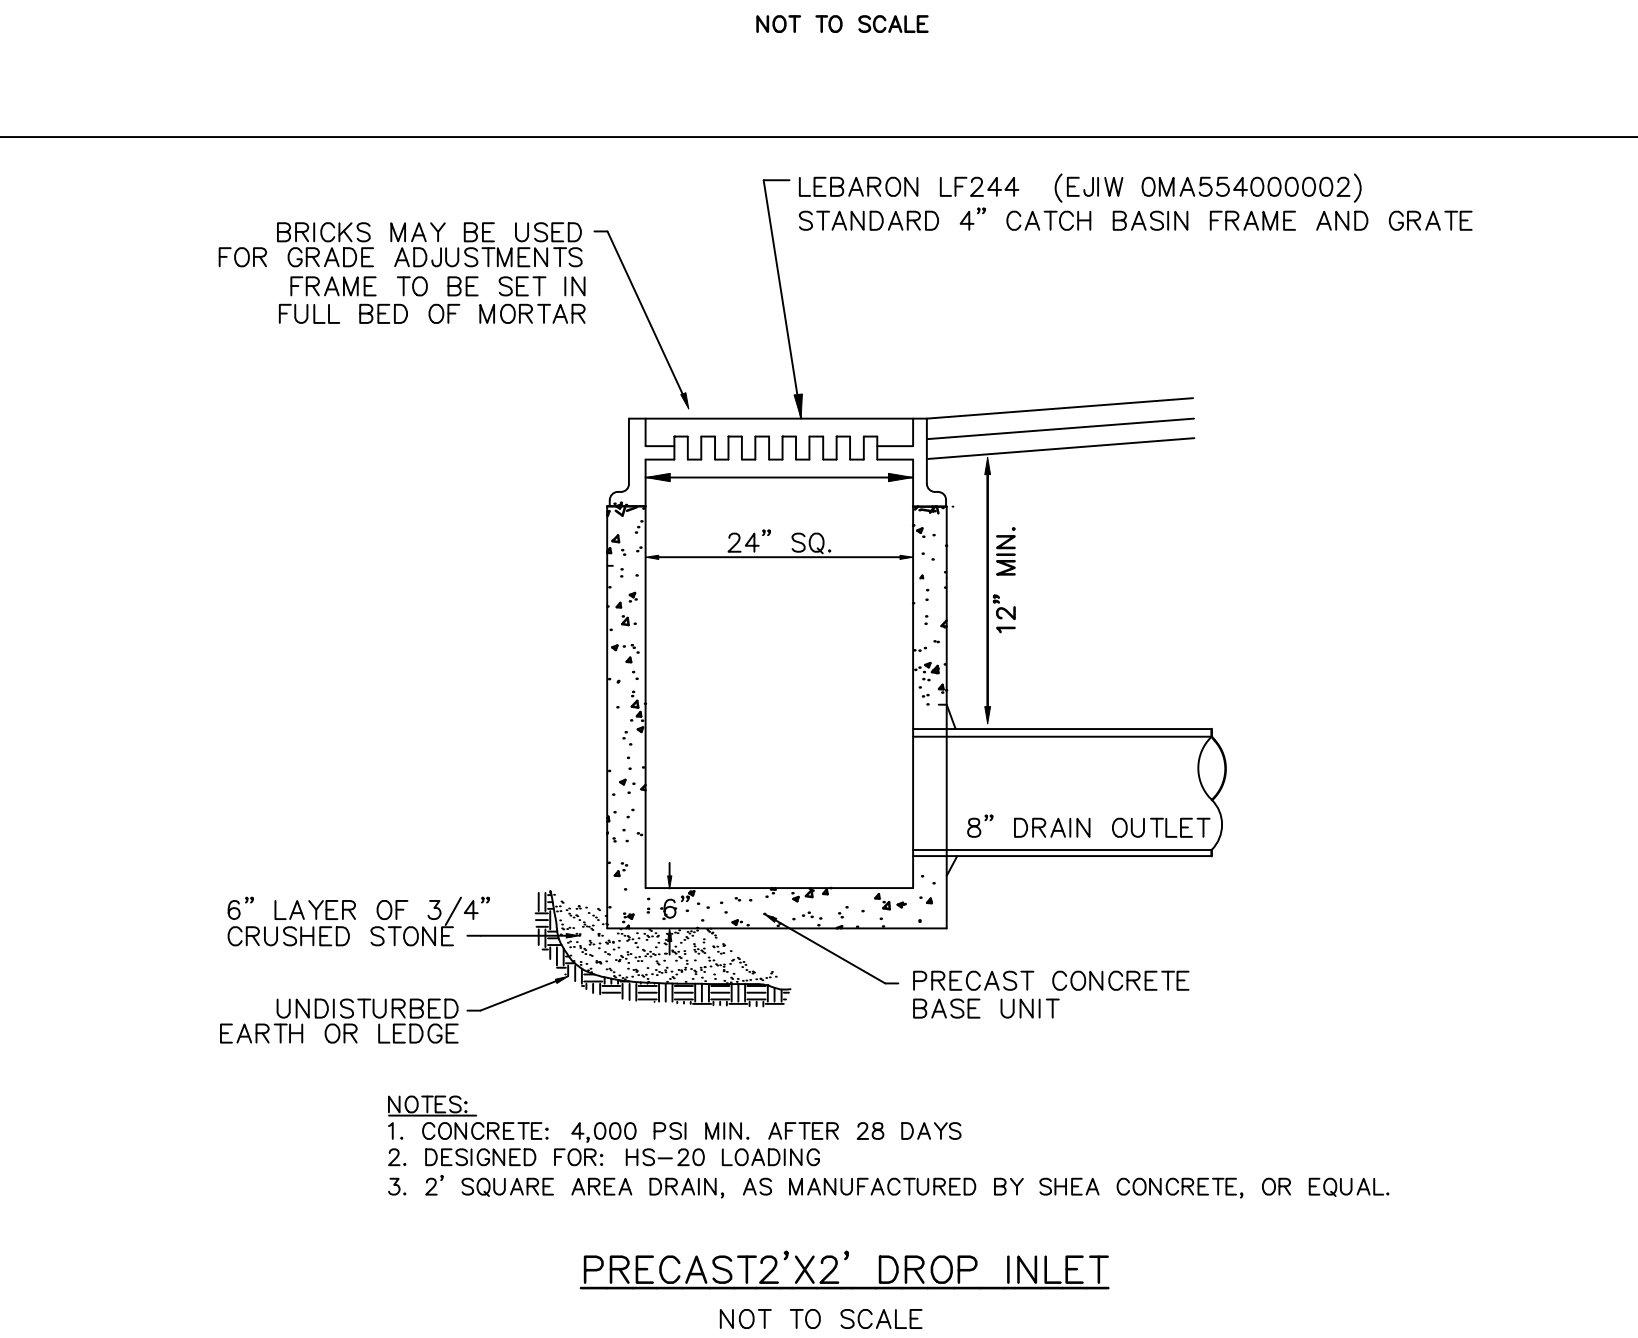 NOT TO SCALE
LEBARON LF244 (EJIW 0MA554000002)
STANDARD 4" CATCH BASIN FRAME AND GRATE
BRICKS MAY BE USED
FOR GRADE ADJUSTMENTS
FRAME TO BE SET IN
FULL BED OF MORTAR
24" SQ.
12" MIN.
8" DRAIN OUTLET
6"
6" LAYER OF 3/4"
CRUSHED STONE
PRECAST CONCRETE
BASE UNIT
UNDISTURBED
EARTH OR LEDGE
NOTES:
1. CONCRETE: 4,000 PSI MIN. AFTER 28 DAYS
2. DESIGNED FOR: HS-20 LOADING
3. 2' SQUARE AREA DRAIN, AS MANUFACTURED BY SHEA CONCRETE, OR EQUAL.
PRECAST2'X2' DROP INLET
NOT TO SCALE